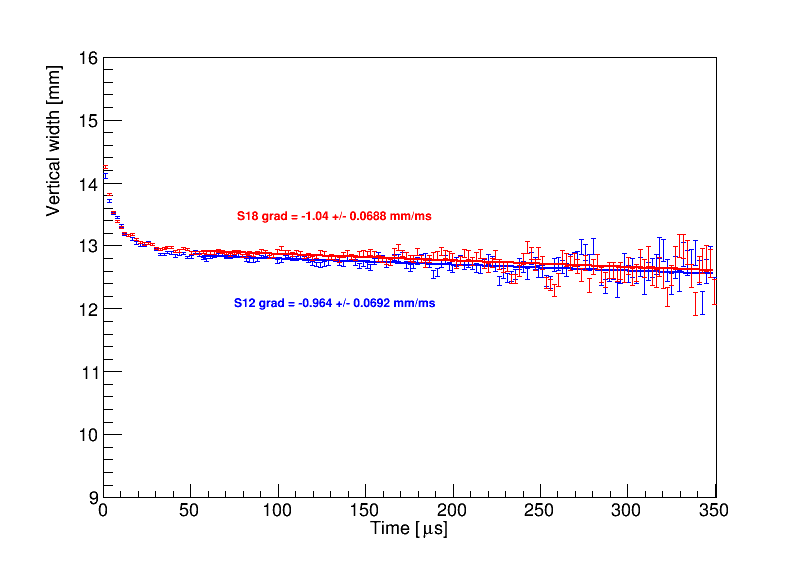 16
Vertical width [mm]
15
14
S18 grad = -1.04 +/- 0.0688 mm/ms
13
S12 grad = -0.964 +/- 0.0692 mm/ms
12
11
10
9
0 50 100 150 200 250 300 350
Time [μs]